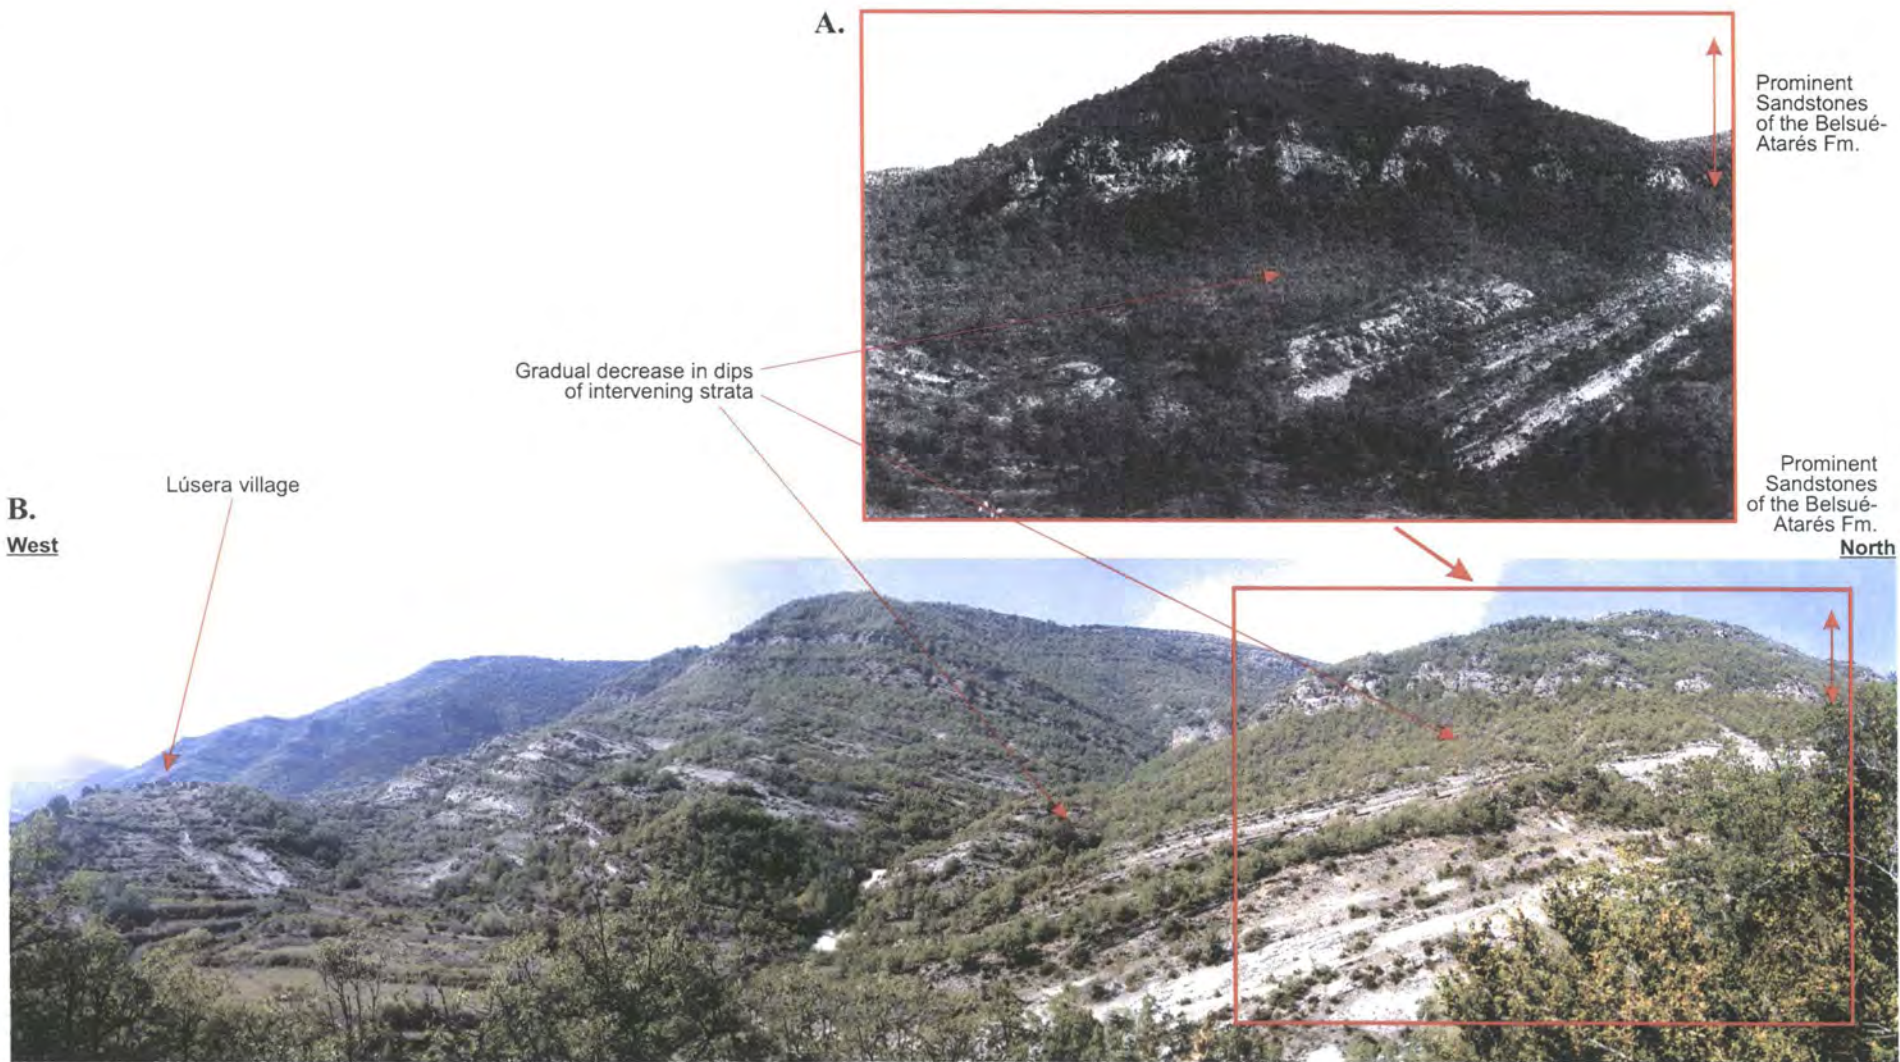 A.
Prominent
Sandstones
of the Belsué-
Atarés Fm.
Gradual decrease in dips
of intervening strata
Lúsera village
B.
West
Prominent
Sandstones
of the Belsué-
Atarés Fm.
North